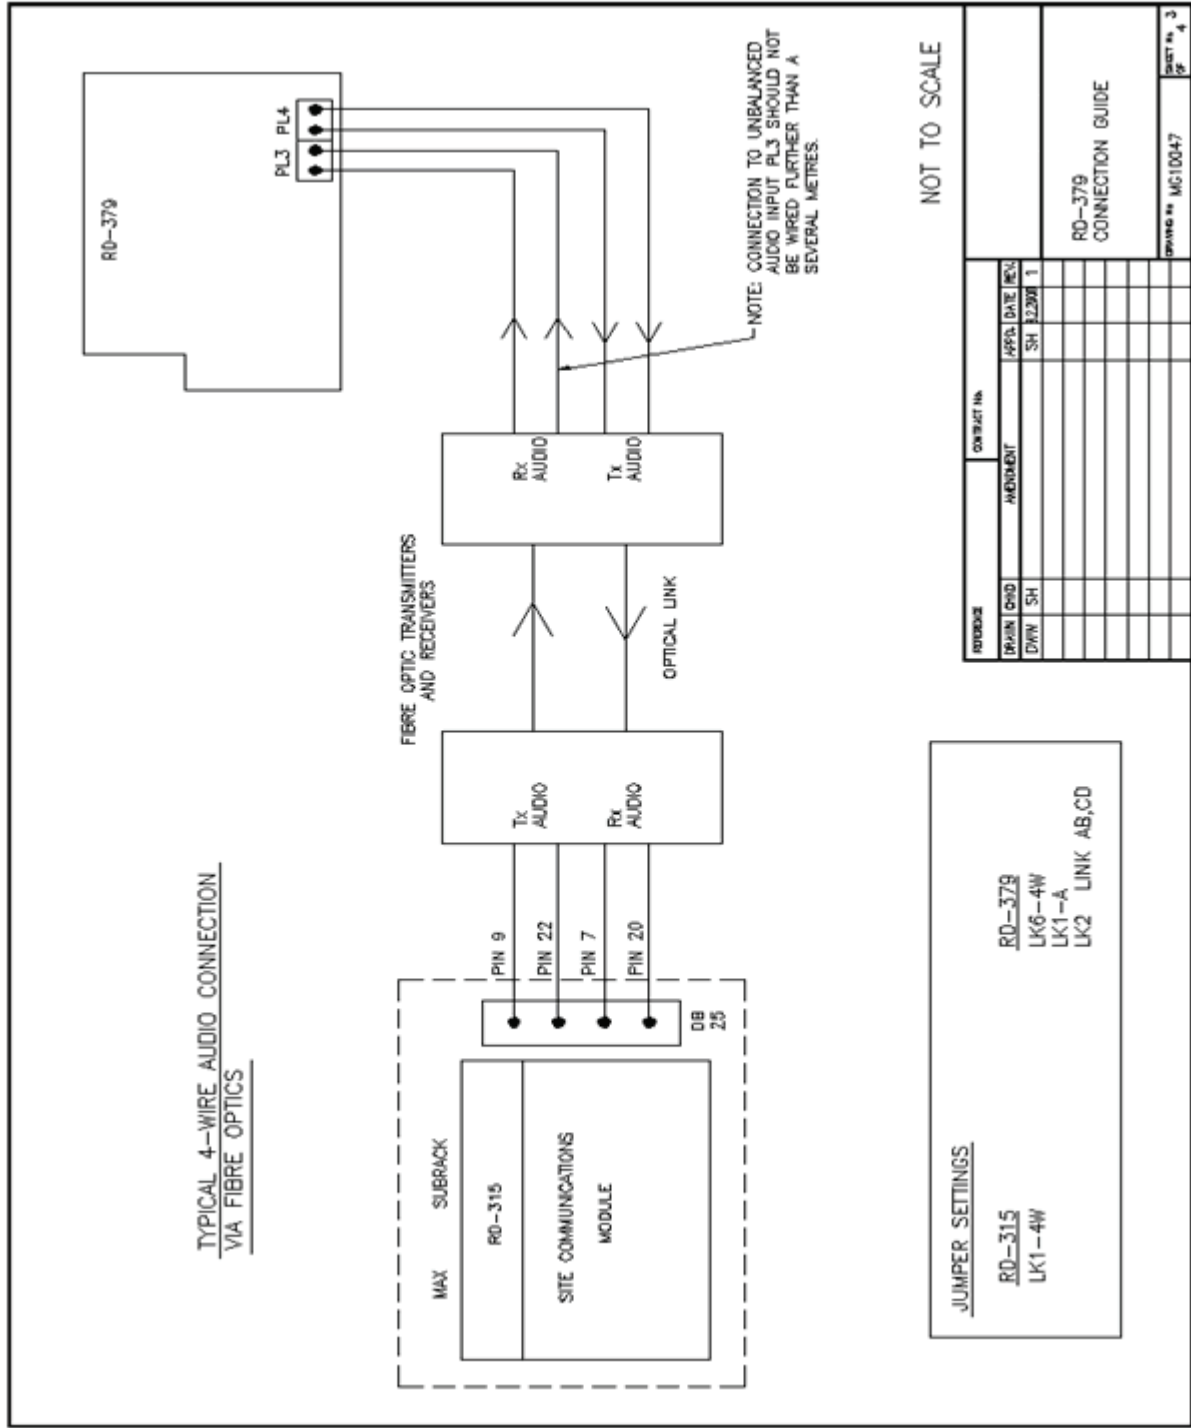 TYPICAL 4-WIRE AUDIO CONNECTION
VIA FIBRE OPTICS
MAX SUBRACK
RD-315
SITE COMMUNICATIONS
MODULE
DB
25
PIN 9
PIN 22
PIN 7
PIN 20
Tx
AUDIO
Rx
AUDIO
FIBRE OPTIC TRANSMITTERS
AND RECEIVERS
OPTICAL LINK
Rx
AUDIO
Tx
AUDIO
RD-379
PL3 PL4
NOTE: CONNECTION TO UNBALANCED
AUDIO INPUT PL3 SHOULD NOT
BE WIRED FURTHER THAN A
SEVERAL METRES.
NOT TO SCALE
JUMPER SETTINGS
RD-315
LK1-4W
RD-379
LK6-4W
LK1-A
LK2 LINK AB,CD
REFERENCE
CONTRACT No.
DRAWN CHKD AMENDMENT APPD. DATE REV.
DWW SH SH 1
RD-379
CONNECTION GUIDE
DRAWING No MG10047
SHEET No. 3
OF 4